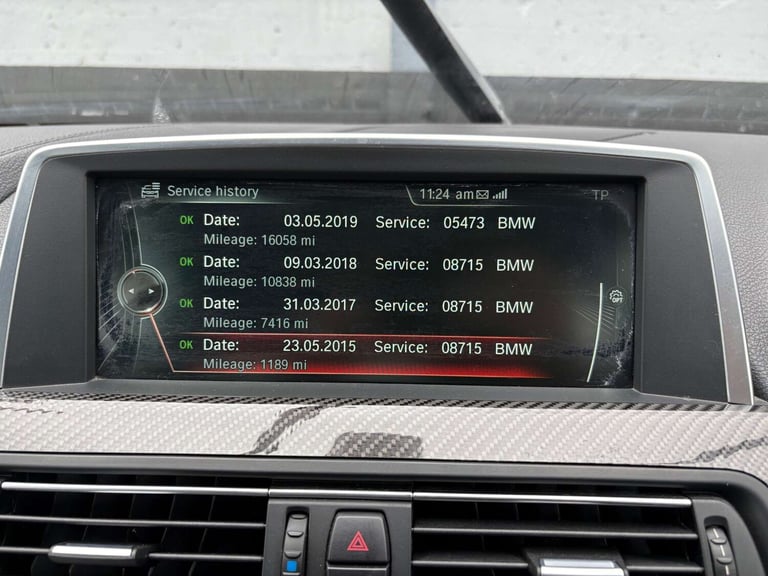 Service history 11:24 am TP
OK Date: 03.05.2019 Service: 05473 BMW
Mileage: 16058 mi
OK Date: 09.03.2018 Service: 08715 BMW
Mileage: 10838 mi
OK Date: 31.03.2017 Service: 08715 BMW
Mileage: 7416 mi
OPT
OK Date: 23.05.2015 Service: 08715 BMW
Mileage: 1189 mi